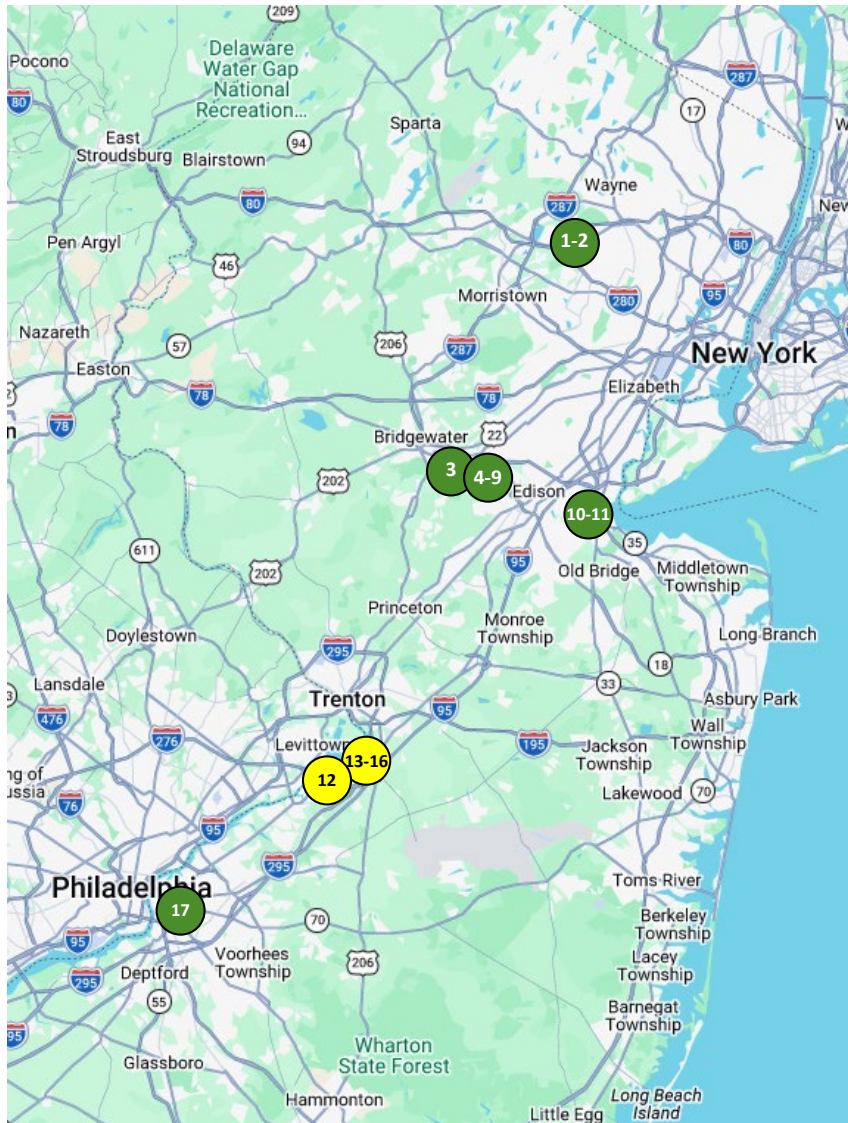 209
Delaware
Water Gap
National
Recreation...
Pocono
80
287
17
Sparta
East
Stroudsburg
94
Blairstown
Wayne
80
287
New
Pen Argyl
1-2
80
46
Morristown
280
95
Nazareth
57
206
287
New York
Easton
78
78
Elizabeth
78
Bridgewater
22
202
3
4-9
Edison
10-11
611
202
95
35
Old Bridge
Middletown
Township
Princeton
Monroe
Township
Doylestown
295
Long Branch
Lansdale
18
33
Trenton
476
95
Asbury Park
276
Levittown
195
Wall
Township
Jackson
Township
13-16
12
ng of
ussia
76
Lakewood
70
95
295
Philadelphia
Toms River
17
70
Berkeley
Township
95
Voorhees
Township
206
Lacey
Township
Deptford
295
55
Barnegat
Township
95
Wharton
State Forest
Glassboro
Hammonton
Long Beach
Island
Little Egg